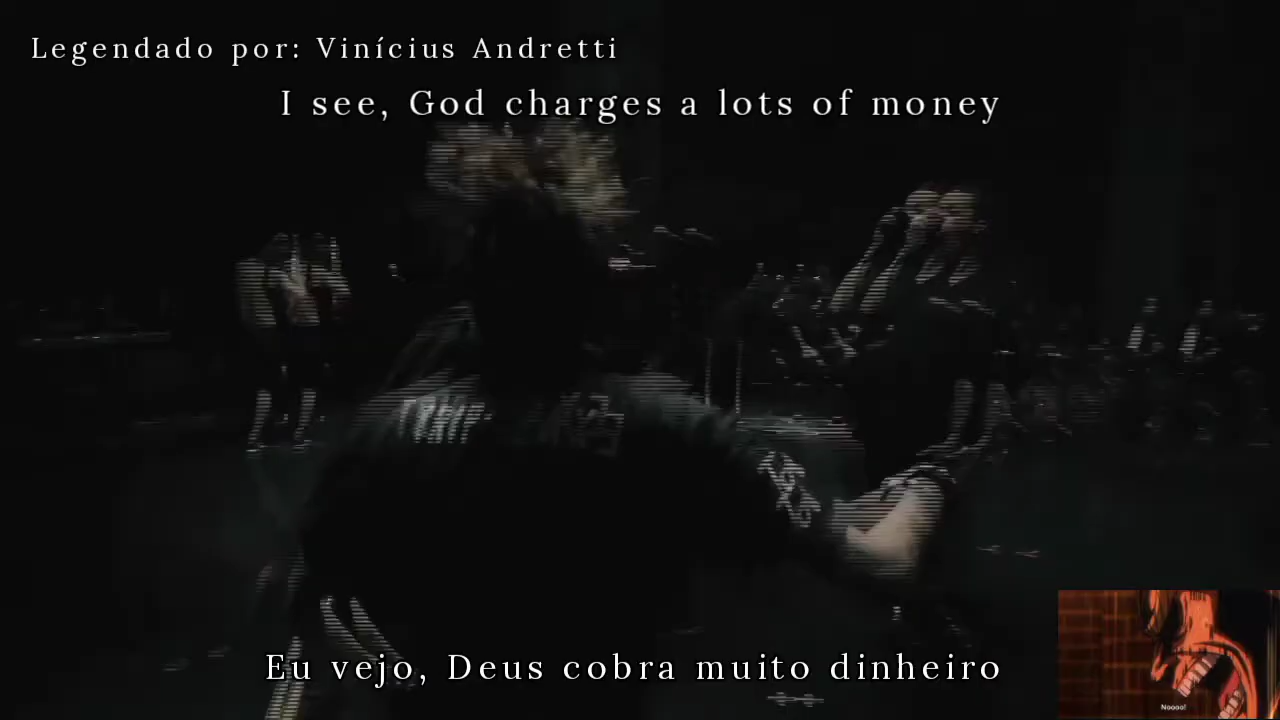 Legendado por: Vinícius Andretti
I see, God charges a lots of money
Eu vejo, Deus cobra muito dinheiro
Noooo!